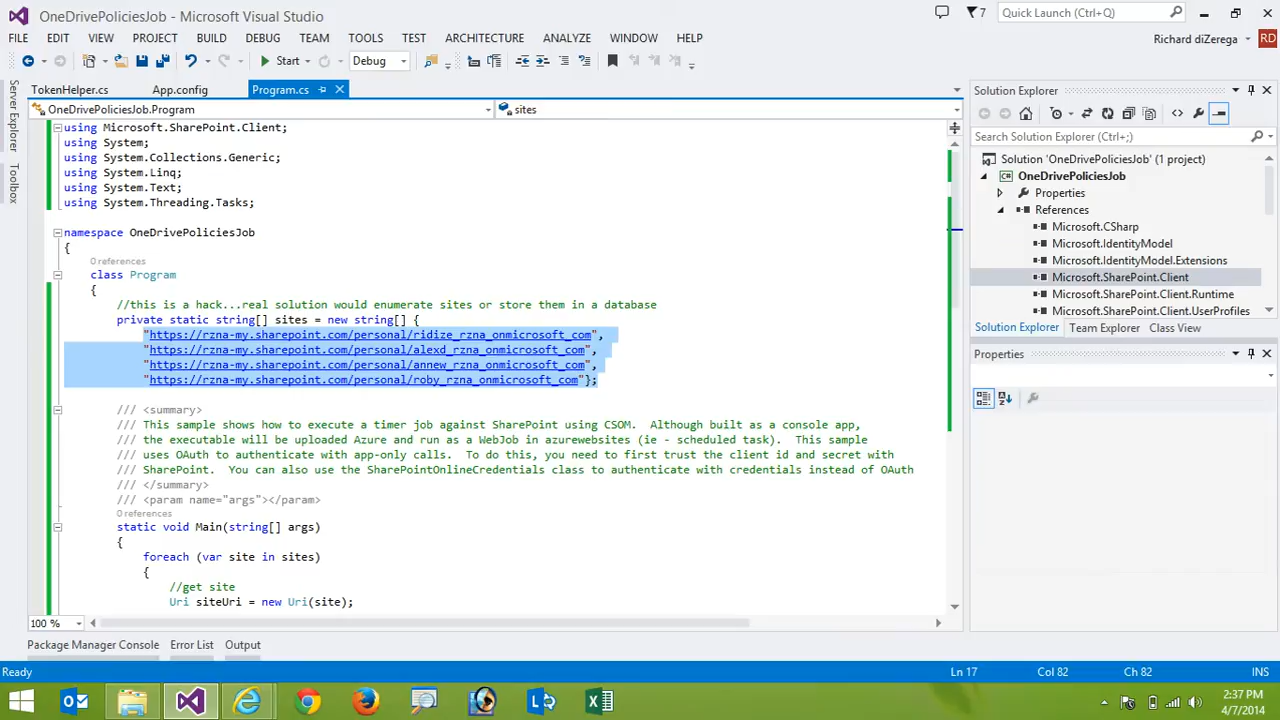 OneDrivePoliciesJob - Microsoft Visual Studio
7
Quick Launch (Ctrl+Q)
FILE EDIT VIEW PROJECT BUILD DEBUG TEAM TOOLS TEST ARCHITECTURE ANALYZE WINDOW HELP
Richard diZerega RD
Start Debug
TokenHelper.cs App.config Program.cs
OneDrivePoliciesJob.Program sites
Server Explorer
Toolbox
using Microsoft.SharePoint.Client;
using System;
using System.Collections.Generic;
using System.Linq;
using System.Text;
using System.Threading.Tasks;
namespace OneDrivePoliciesJob
{
0 references
class Program
{
//this is a hack...real solution would enumerate sites or store them in a database
private static string[] sites = new string[] {
"https://rzna-my.sharepoint.com/personal/ridize_rzna_onmicrosoft_com",
"https://rzna-my.sharepoint.com/personal/alexd_rzna_onmicrosoft_com",
"https://rzna-my.sharepoint.com/personal/annew_rzna_onmicrosoft_com",
"https://rzna-my.sharepoint.com/personal/roby_rzna_onmicrosoft_com"};
/// <summary>
/// This sample shows how to execute a timer job against SharePoint using CSOM.  Although built as a console app,
/// the executable will be uploaded Azure and run as a WebJob in azurewebsites (ie - scheduled task).  This sample
/// uses OAuth to authenticate with app-only calls.  To do this, you need to first trust the client id and secret with
/// SharePoint.  You can also use the SharePointOnlineCredentials class to authenticate with credentials instead of OAuth
/// </summary>
/// <param name="args"></param>
0 references
static void Main(string[] args)
{
foreach (var site in sites)
{
//get site
Uri siteUri = new Uri(site);
100 %
Package Manager Console Error List Output
Solution Explorer
Search Solution Explorer (Ctrl+;)
Solution 'OneDrivePoliciesJob' (1 project)
C# OneDrivePoliciesJob
Properties
References
Microsoft.CSharp
Microsoft.IdentityModel
Microsoft.IdentityModel.Extensions
Microsoft.SharePoint.Client
Microsoft.SharePoint.Client.Runtime
Microsoft.SharePoint.Client.UserProfiles
Solution Explorer Team Explorer Class View
Properties
Ready Ln 17 Col 82 Ch 82 INS
2:37 PM
4/7/2014